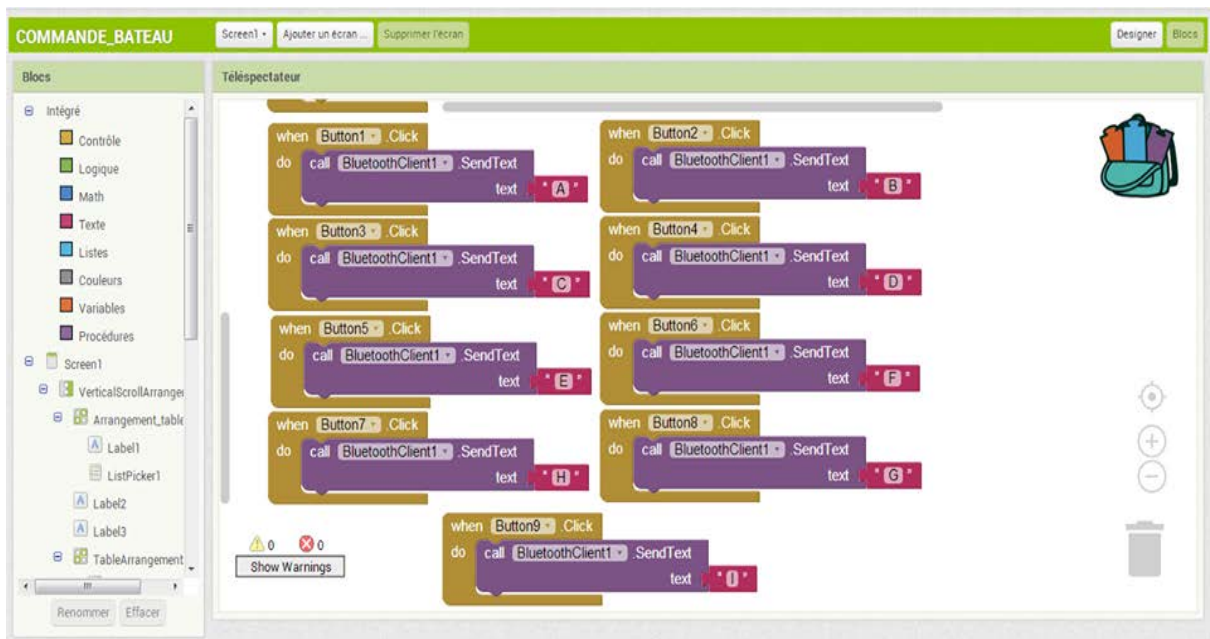 COMMANDE_BATEAU
Screen1
Ajouter un écran ...
Supprimer l'écran
Designer
Blocs
Blocs
Intégré
Contrôle
Logique
Math
Texte
Listes
Couleurs
Variables
Procédures
Screen1
VerticalScrollArrange
Arrangement_table
Label1
ListPicker1
Label2
Label3
TableArrangement
Renommer
Effacer
Téléspectateur
when Button1 .Click
do call BluetoothClient1 .SendText
text " A "
when Button2 .Click
do call BluetoothClient1 .SendText
text " B "
when Button3 .Click
do call BluetoothClient1 .SendText
text " C "
when Button4 .Click
do call BluetoothClient1 .SendText
text " D "
when Button5 .Click
do call BluetoothClient1 .SendText
text " E "
when Button6 .Click
do call BluetoothClient1 .SendText
text " F "
when Button7 .Click
do call BluetoothClient1 .SendText
text " H "
when Button8 .Click
do call BluetoothClient1 .SendText
text " G "
when Button9 .Click
do call BluetoothClient1 .SendText
text " I "
0
0
Show Warnings